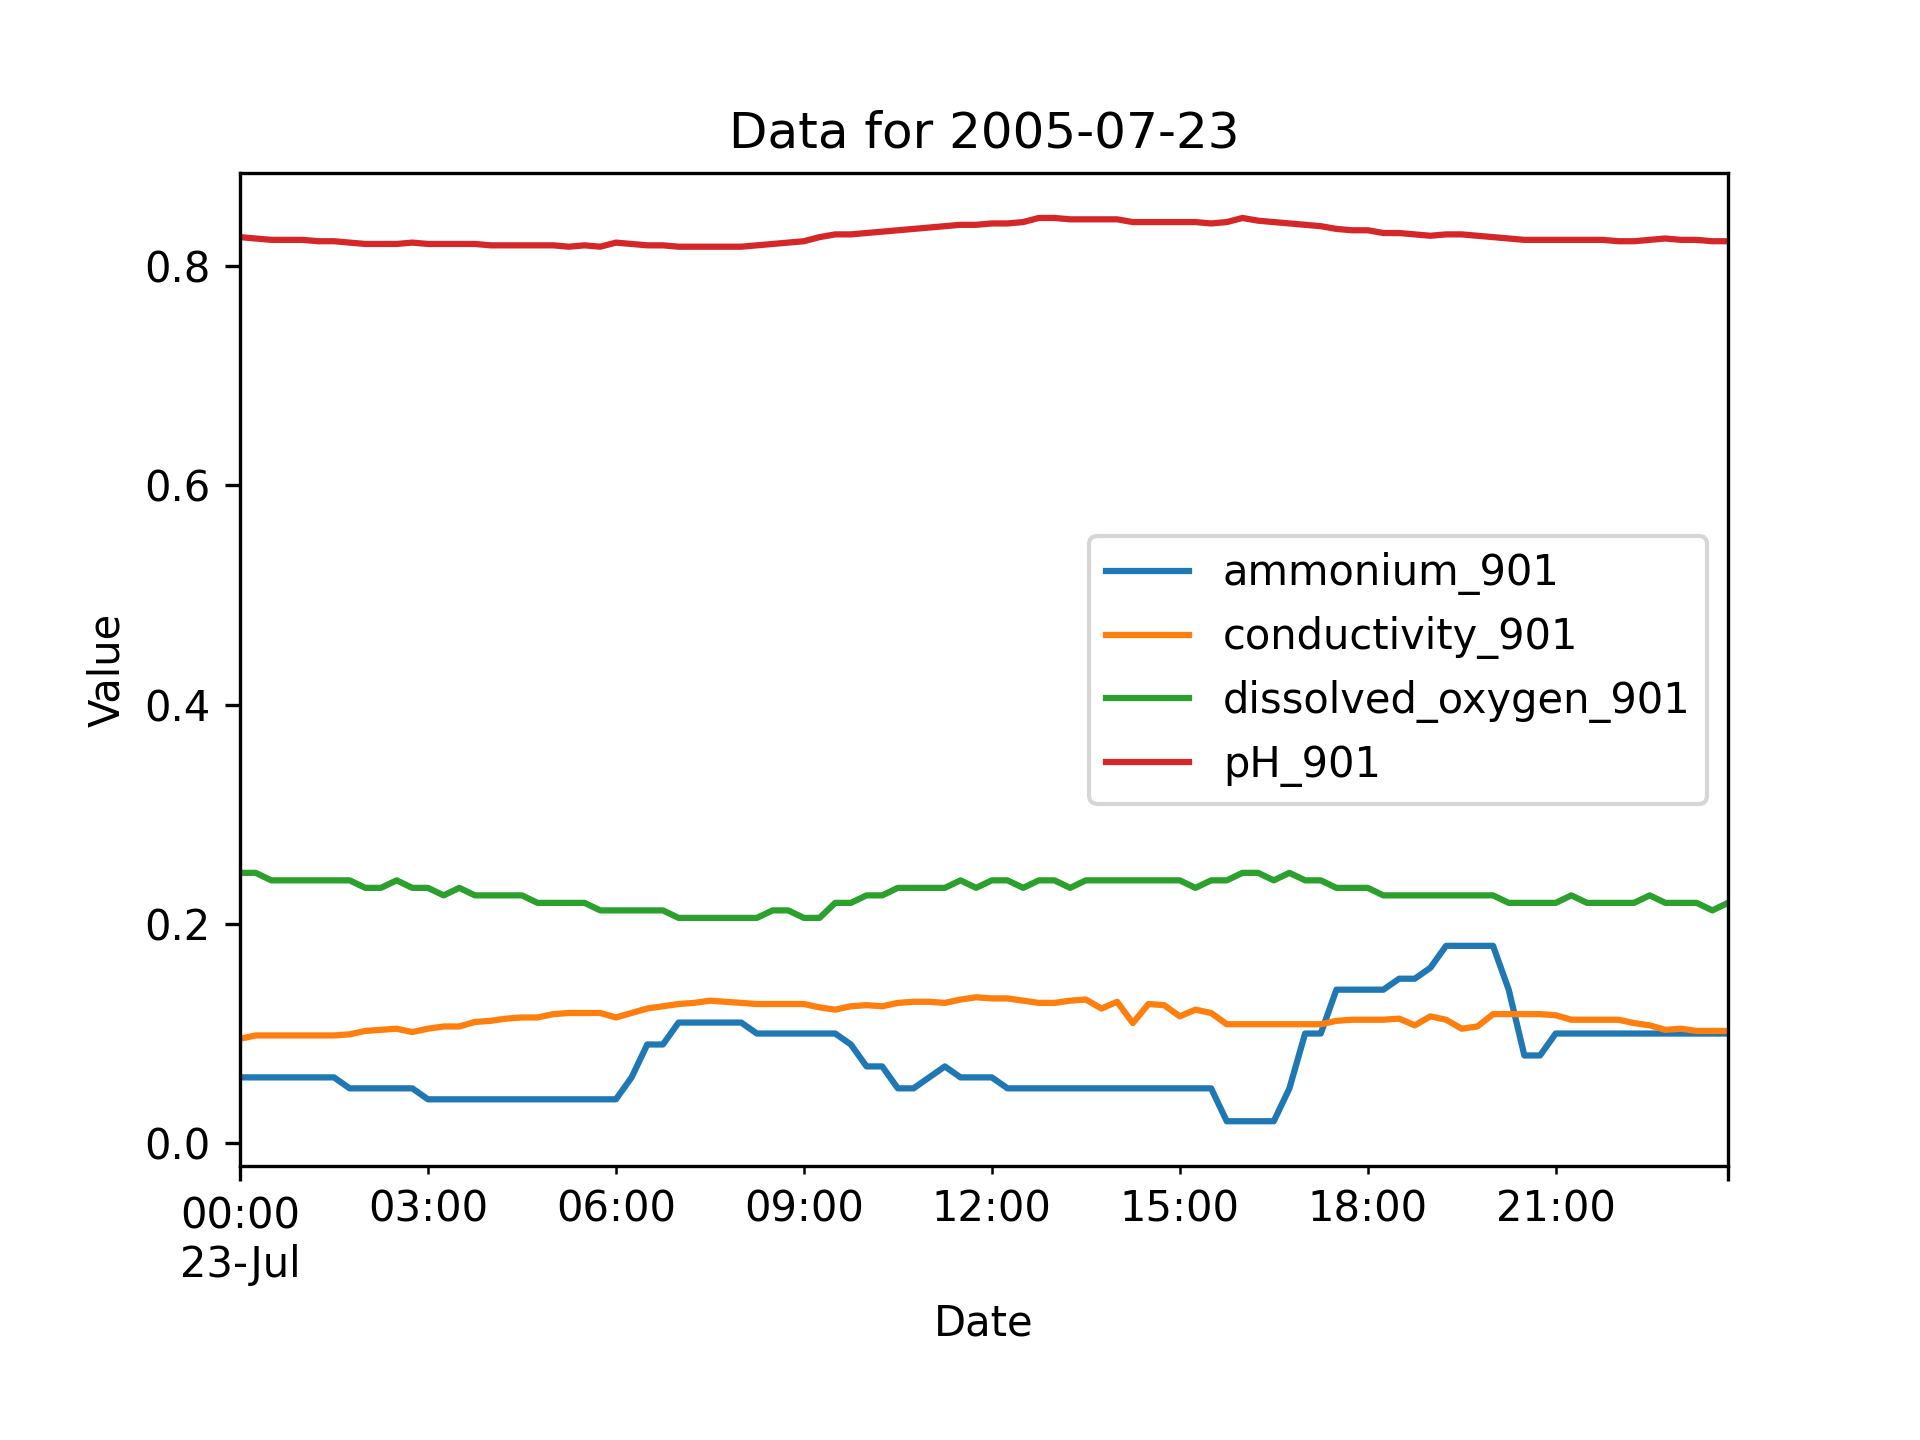 Data for 2005-07-23
Value
0.8
0.6
0.4
0.2
0.0
ammonium_901
conductivity_901
dissolved_oxygen_901
pH_901
00:00 03:00 06:00 09:00 12:00 15:00 18:00 21:00
23-Jul
Date